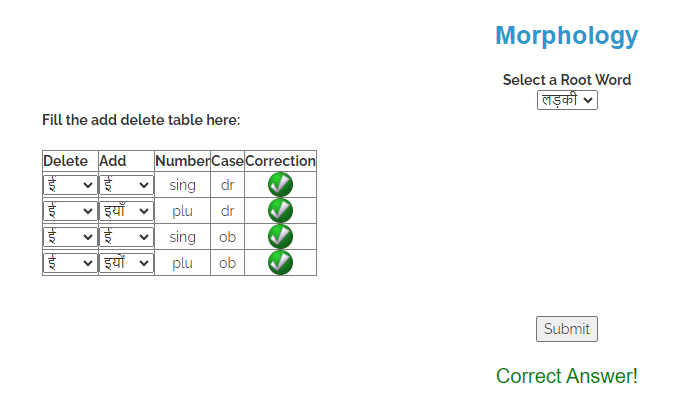 Morphology
Select a Root Word
लड़की
Fill the add delete table here:
Delete Add Number Case Correction
ई ई sing dr
ई इयाँ plu dr
ई ई sing ob
ई इयों plu ob
Submit
Correct Answer!